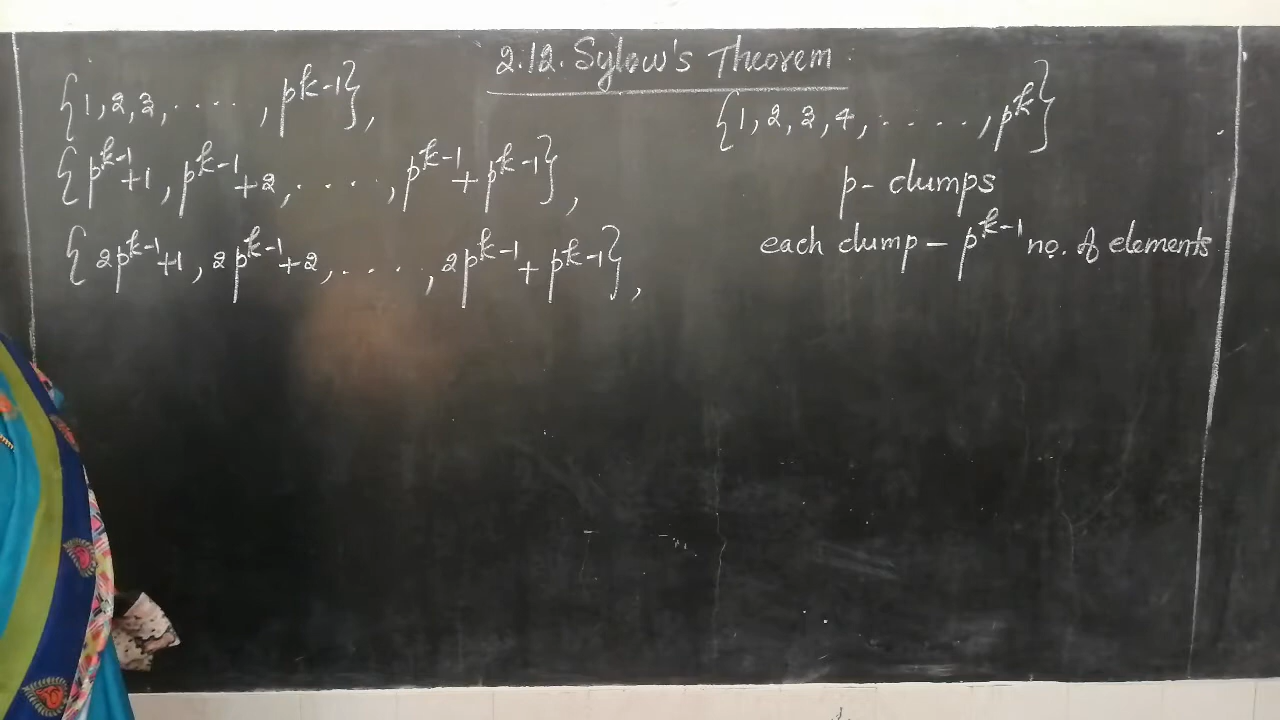 2.12. Sylow's Theorem
{1, 2, 3, ....., p^{k-1}},
{p^{k-1}+1, p^{k-1}+2, ....., p^{k-1}+p^{k-1}},
{2p^{k-1}+1, 2p^{k-1}+2, ....., 2p^{k-1}+p^{k-1}},
{1, 2, 3, 4, ....., p^k}
p- clumps
each clump – p^{k-1} no. of elements